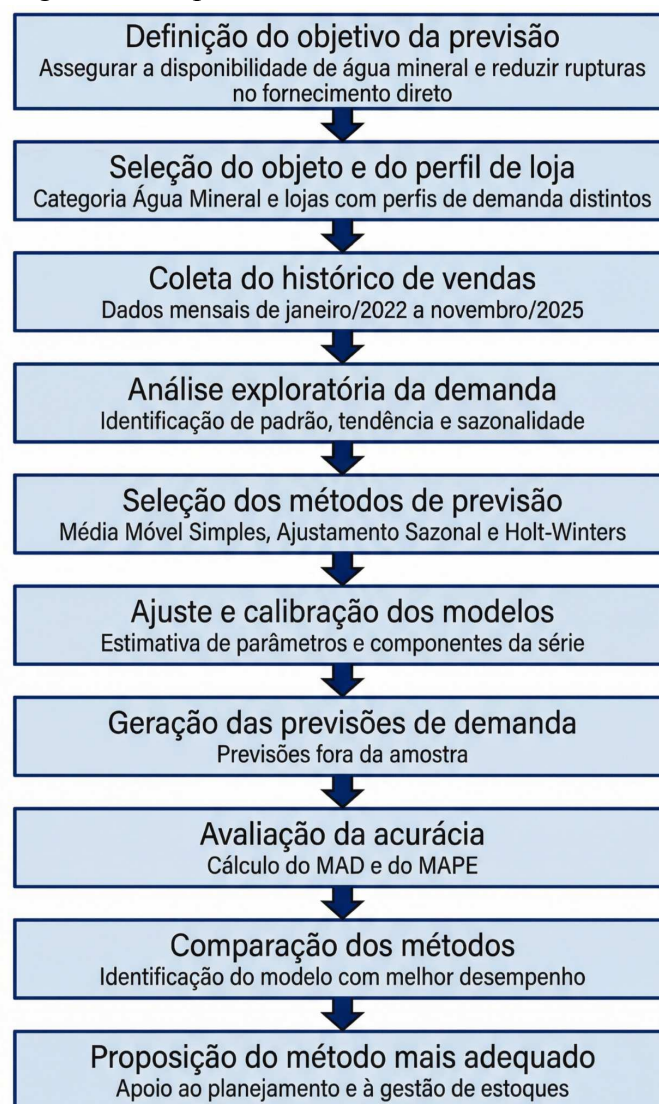 Definição do objetivo da previsão
Assegurar a disponibilidade de água mineral e reduzir rupturas
no fornecimento direto
Seleção do objeto e do perfil de loja
Categoria Água Mineral e lojas com perfis de demanda distintos
Coleta do histórico de vendas
Dados mensais de janeiro/2022 a novembro/2025
Análise exploratória da demanda
Identificação de padrão, tendência e sazonalidade
Seleção dos métodos de previsão
Média Móvel Simples, Ajustamento Sazonal e Holt-Winters
Ajuste e calibração dos modelos
Estimativa de parâmetros e componentes da série
Geração das previsões de demanda
Previsões fora da amostra
Avaliação da acurácia
Cálculo do MAD e do MAPE
Comparação dos métodos
Identificação do modelo com melhor desempenho
Proposição do método mais adequado
Apoio ao planejamento e à gestão de estoques